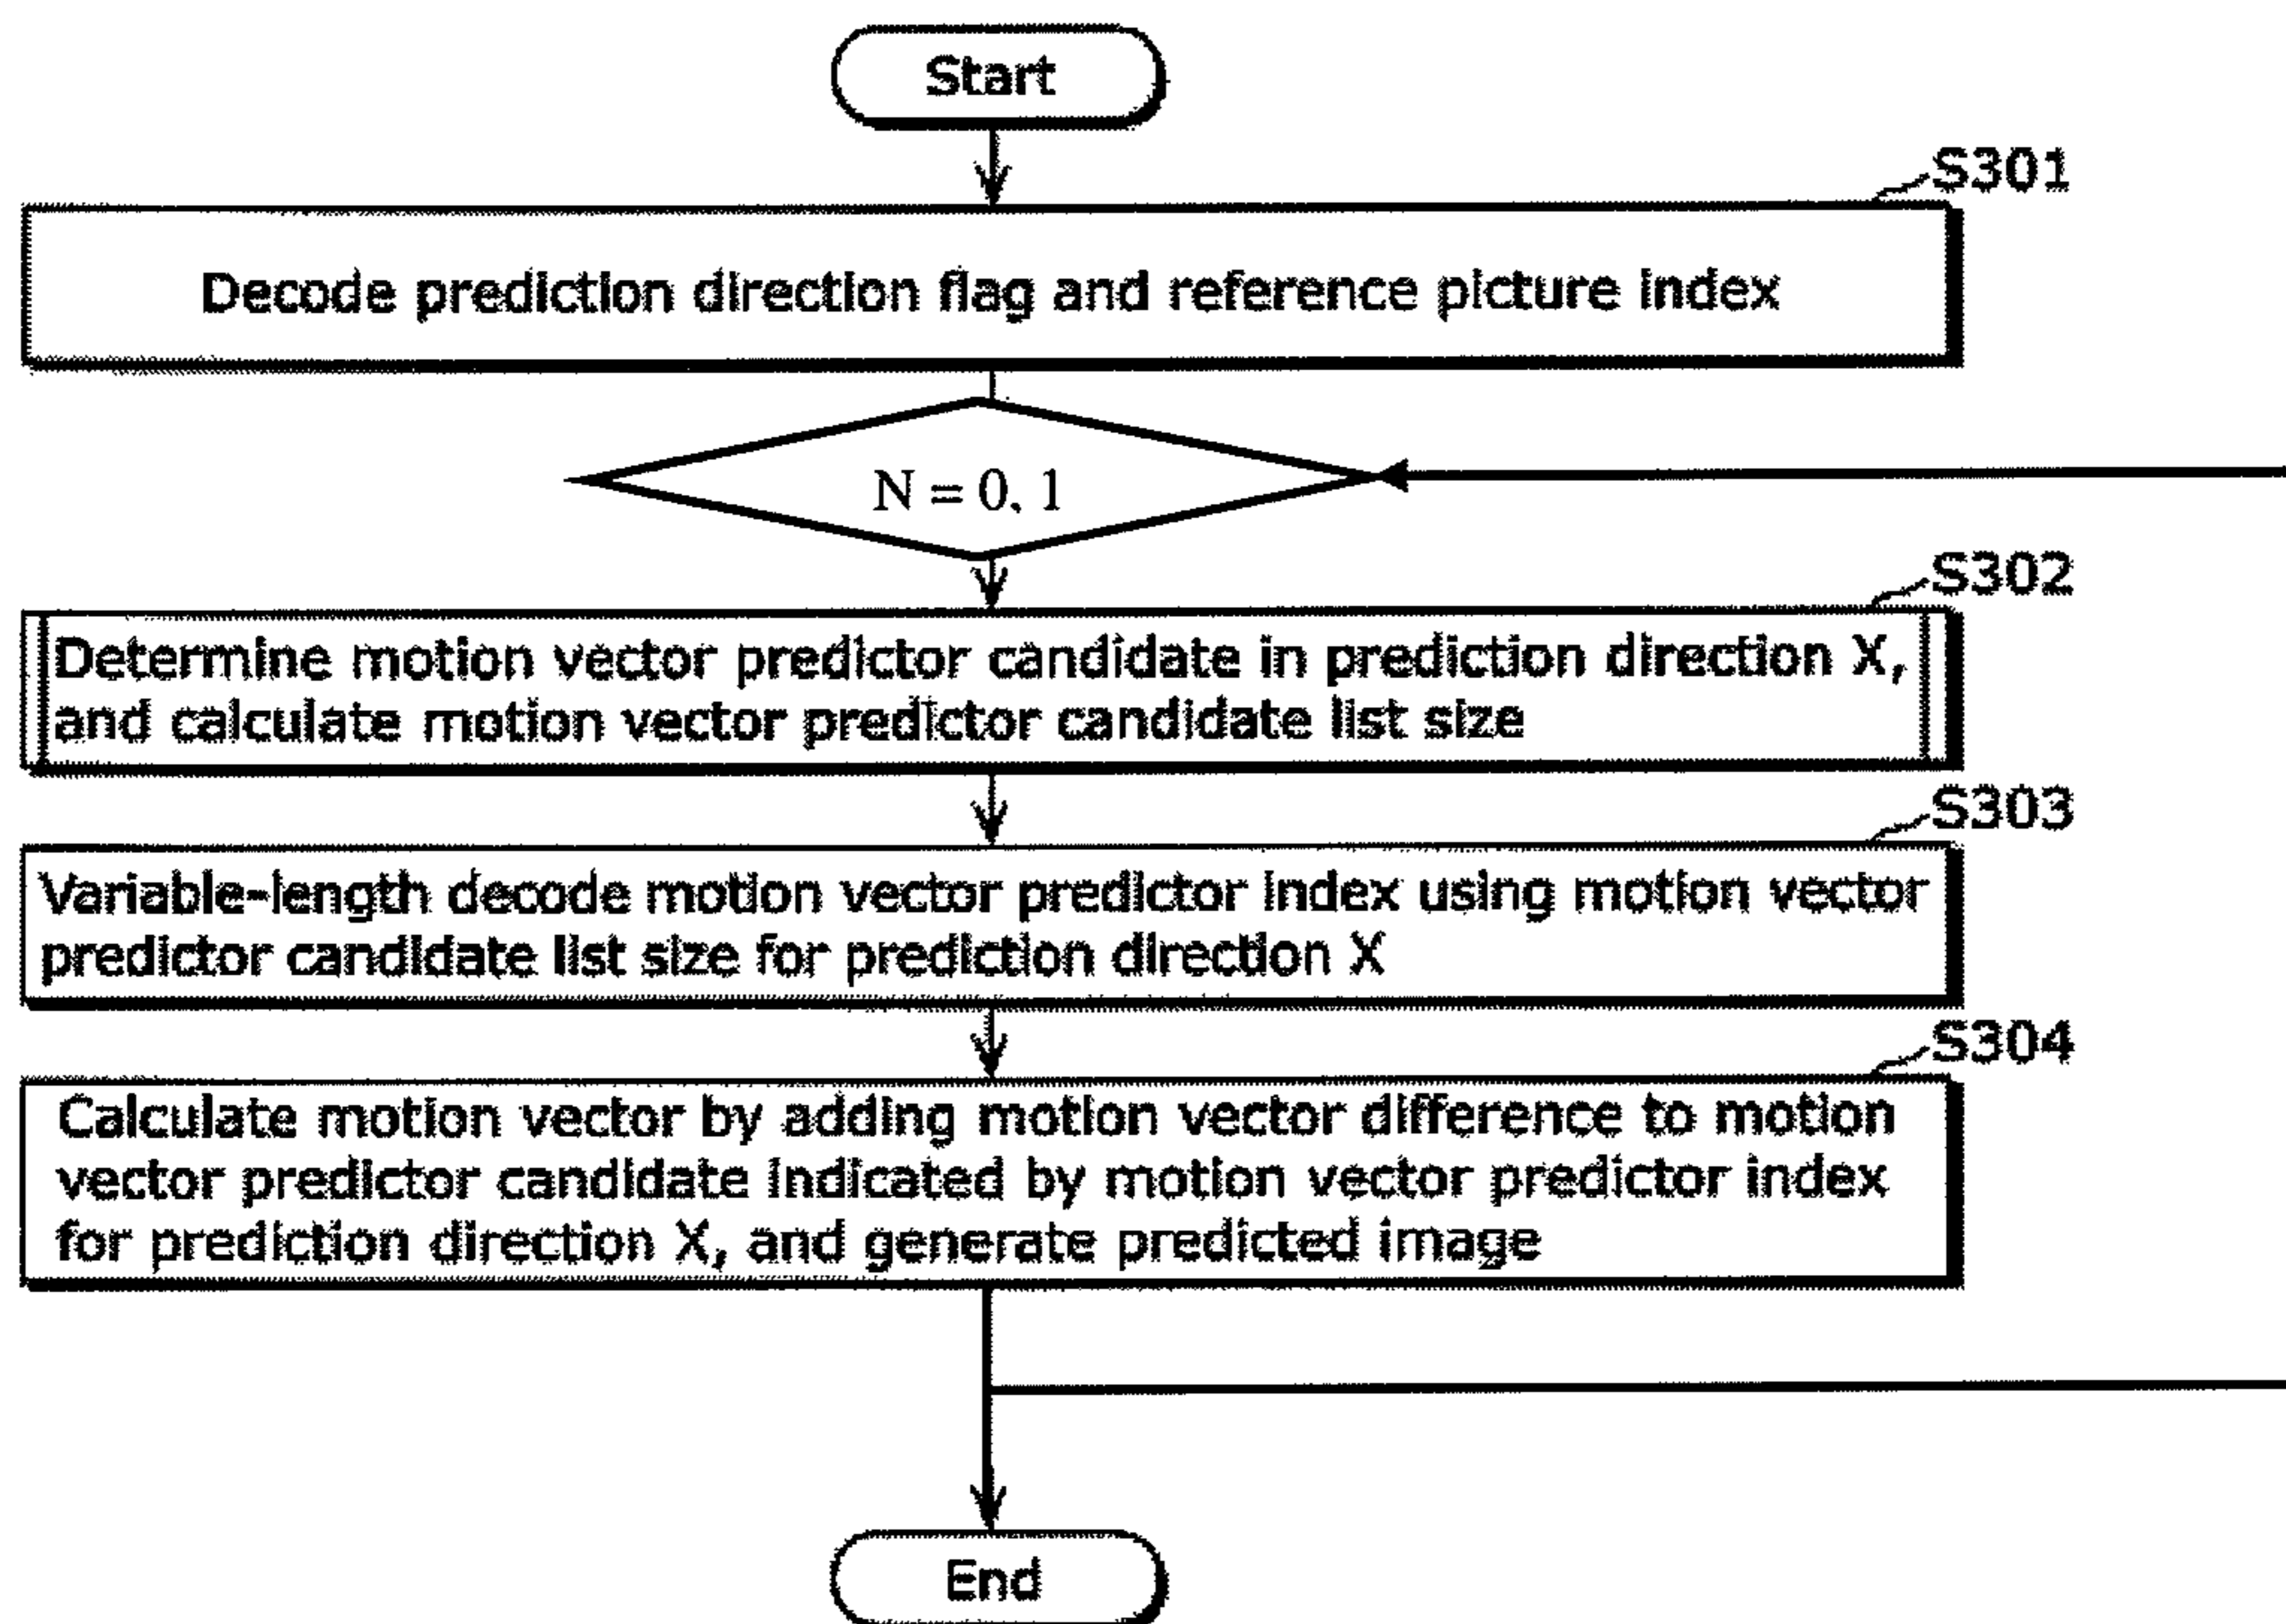 Start
S301
Decode prediction direction flag and reference picture index
N = 0, 1
S302
Determine motion vector predictor candidate in prediction direction X,
and calculate motion vector predictor candidate list size
S303
Variable-length decode motion vector predictor index using motion vector
predictor candidate list size for prediction direction X
S304
Calculate motion vector by adding motion vector difference to motion
vector predictor candidate indicated by motion vector predictor index
for prediction direction X, and generate predicted image
End